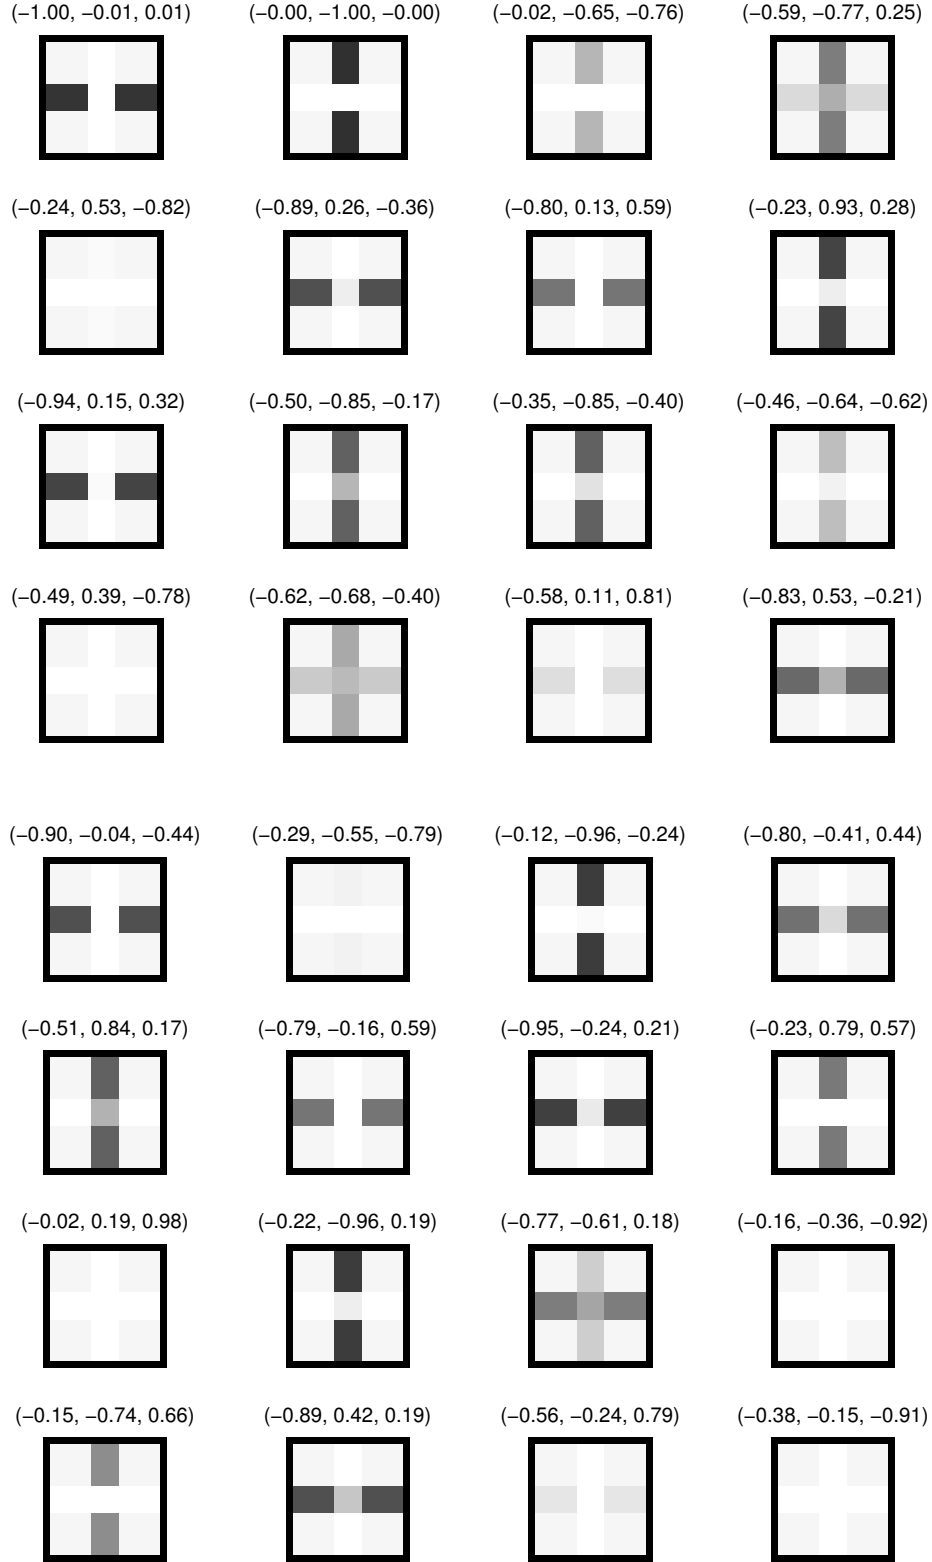 (−1.00, −0.01, 0.01) (−0.00, −1.00, −0.00) (−0.02, −0.65, −0.76) (−0.59, −0.77, 0.25)
(−0.24, 0.53, −0.82) (−0.89, 0.26, −0.36) (−0.80, 0.13, 0.59) (−0.23, 0.93, 0.28)
(−0.94, 0.15, 0.32) (−0.50, −0.85, −0.17) (−0.35, −0.85, −0.40) (−0.46, −0.64, −0.62)
(−0.49, 0.39, −0.78) (−0.62, −0.68, −0.40) (−0.58, 0.11, 0.81) (−0.83, 0.53, −0.21)
(−0.90, −0.04, −0.44) (−0.29, −0.55, −0.79) (−0.12, −0.96, −0.24) (−0.80, −0.41, 0.44)
(−0.51, 0.84, 0.17) (−0.79, −0.16, 0.59) (−0.95, −0.24, 0.21) (−0.23, 0.79, 0.57)
(−0.02, 0.19, 0.98) (−0.22, −0.96, 0.19) (−0.77, −0.61, 0.18) (−0.16, −0.36, −0.92)
(−0.15, −0.74, 0.66) (−0.89, 0.42, 0.19) (−0.56, −0.24, 0.79) (−0.38, −0.15, −0.91)